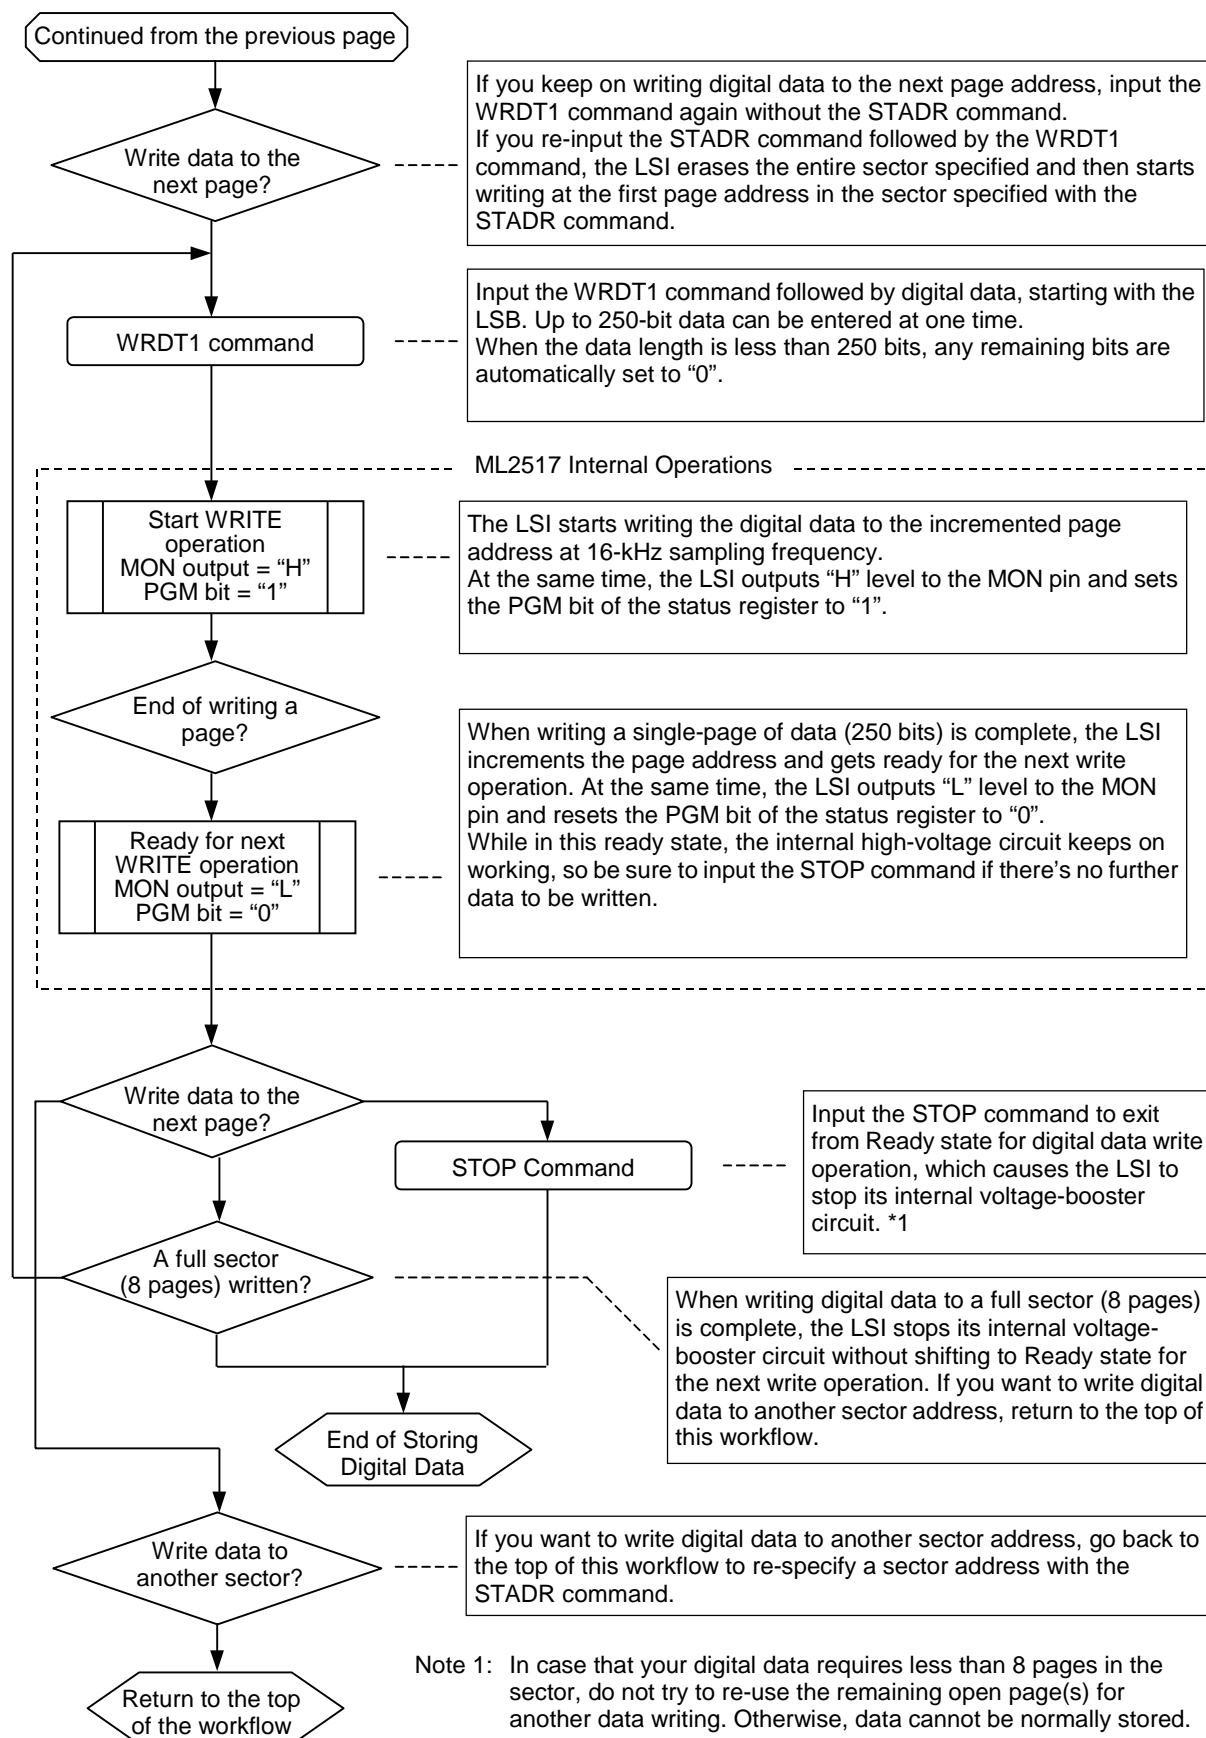 Continued from the previous page
If you keep on writing digital data to the next page address, input the
WRDT1 command again without the STADR command.
If you re-input the STADR command followed by the WRDT1
command, the LSI erases the entire sector specified and then starts
writing at the first page address in the sector specified with the
STADR command.
Write data to the
next page?
Input the WRDT1 command followed by digital data, starting with the
LSB. Up to 250-bit data can be entered at one time.
When the data length is less than 250 bits, any remaining bits are
automatically set to “0”.
WRDT1 command
ML2517 Internal Operations
Start WRITE
operation
MON output = “H”
PGM bit = “1”
The LSI starts writing the digital data to the incremented page
address at 16-kHz sampling frequency.
At the same time, the LSI outputs “H” level to the MON pin and sets
the PGM bit of the status register to “1”.
End of writing a
page?
When writing a single-page of data (250 bits) is complete, the LSI
increments the page address and gets ready for the next write
operation. At the same time, the LSI outputs “L” level to the MON
pin and resets the PGM bit of the status register to “0”.
While in this ready state, the internal high-voltage circuit keeps on
working, so be sure to input the STOP command if there’s no further
data to be written.
Ready for next
WRITE operation
MON output = “L”
PGM bit = “0”
Write data to the
next page?
STOP Command
Input the STOP command to exit
from Ready state for digital data write
operation, which causes the LSI to
stop its internal voltage-booster
circuit. *1
A full sector
(8 pages) written?
When writing digital data to a full sector (8 pages)
is complete, the LSI stops its internal voltage-
booster circuit without shifting to Ready state for
the next write operation. If you want to write digital
data to another sector address, return to the top of
this workflow.
End of Storing
Digital Data
Write data to
another sector?
If you want to write digital data to another sector address, go back to
the top of this workflow to re-specify a sector address with the
STADR command.
Return to the top
of the workflow
Note 1: In case that your digital data requires less than 8 pages in the
sector, do not try to re-use the remaining open page(s) for
another data writing. Otherwise, data cannot be normally stored.